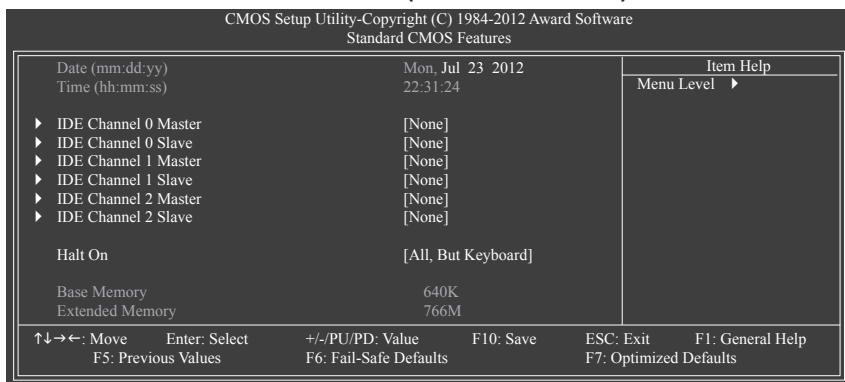 CMOS Setup Utility-Copyright (C) 1984-2012 Award Software
Standard CMOS Features
Date (mm:dd:yy) Mon, Jul 23 2012
Time (hh:mm:ss) 22:31:24
Item Help
Menu Level ▶
▶ IDE Channel 0 Master [None]
▶ IDE Channel 0 Slave [None]
▶ IDE Channel 1 Master [None]
▶ IDE Channel 1 Slave [None]
▶ IDE Channel 2 Master [None]
▶ IDE Channel 2 Slave [None]
Halt On [All, But Keyboard]
Base Memory 640K
Extended Memory 766M
↑↓→←: Move Enter: Select +/-/PU/PD: Value F10: Save ESC: Exit F1: General Help
F5: Previous Values F6: Fail-Safe Defaults F7: Optimized Defaults